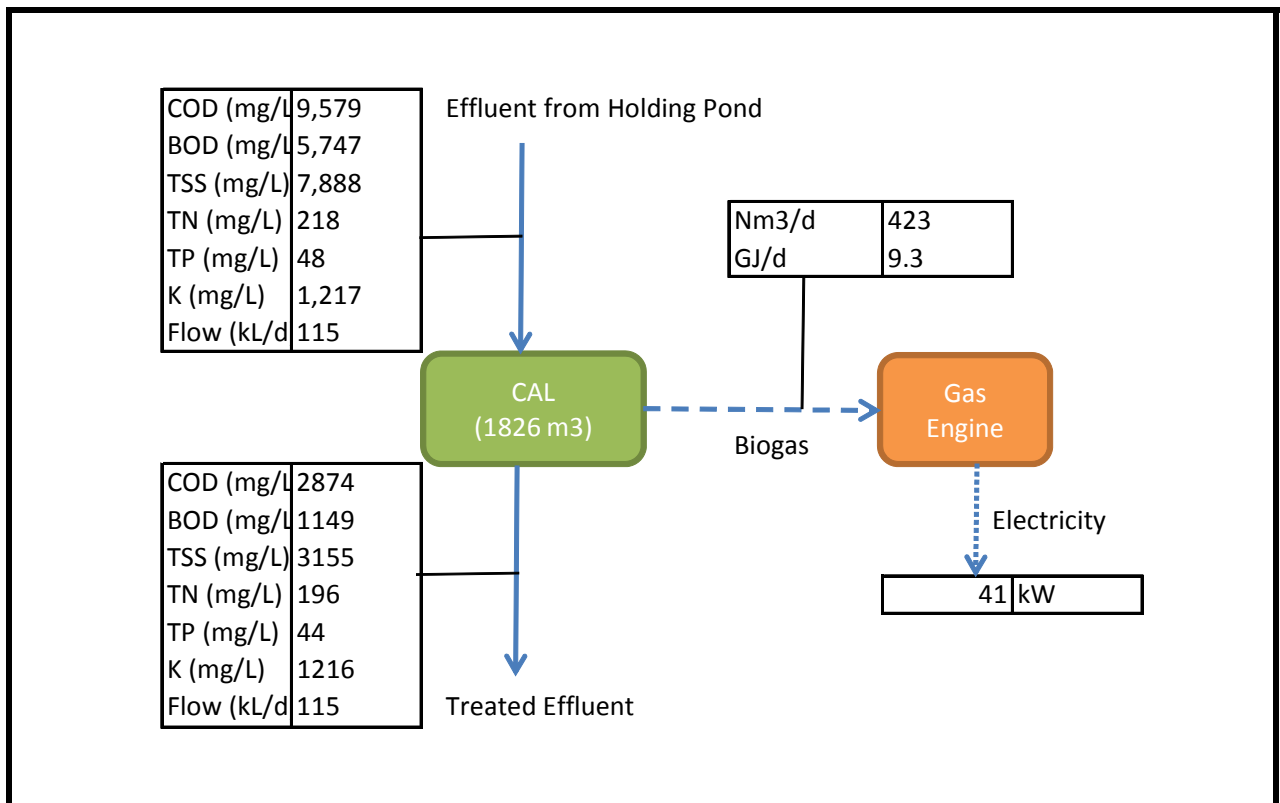 COD (mg/L 9,579
BOD (mg/L 5,747
TSS (mg/L) 7,888
TN (mg/L) 218
TP (mg/L) 48
K (mg/L) 1,217
Flow (kL/d 115
Effluent from Holding Pond
Nm3/d 423
GJ/d 9.3
CAL
(1826 m3)
Biogas
Gas
Engine
COD (mg/L 2874
BOD (mg/L 1149
TSS (mg/L) 3155
TN (mg/L) 196
TP (mg/L) 44
K (mg/L) 1216
Flow (kL/d 115
Electricity
41 kW
Treated Effluent